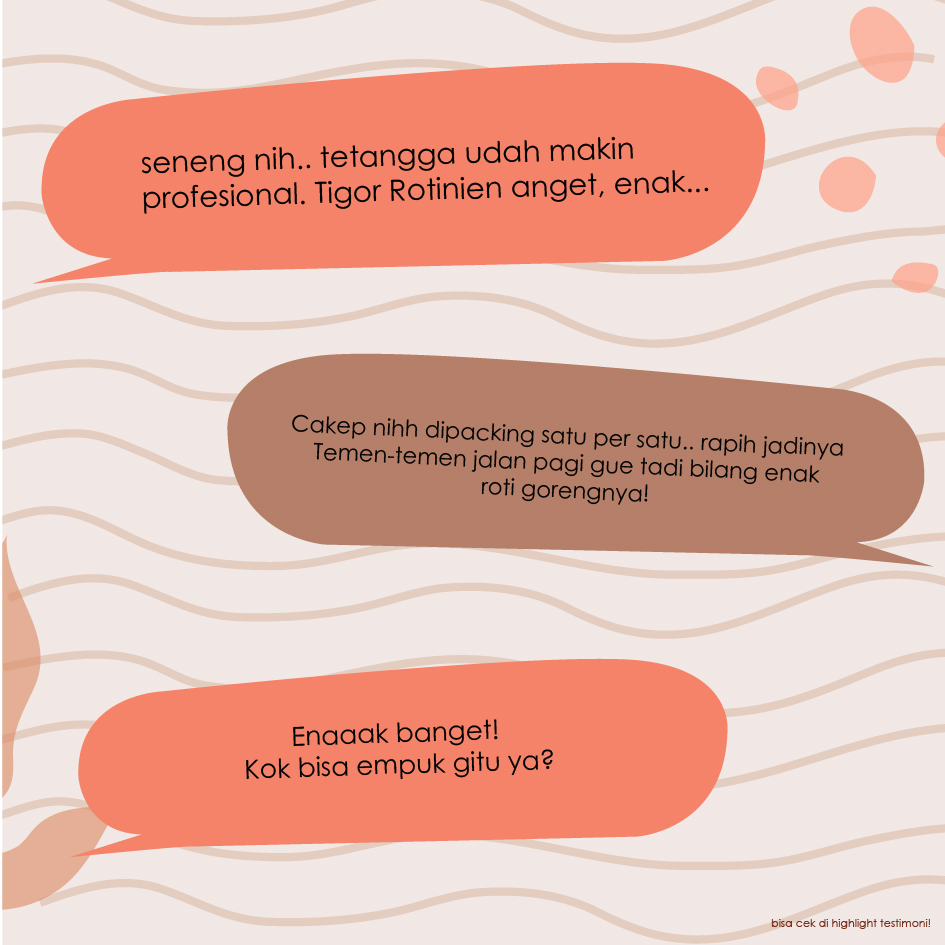 seneng nih.. tetangga udah makin
profesional. Tigor Rotinien anget, enak...
Cakep nihh dipacking satu per satu.. rapih jadinya
Temen-temen jalan pagi gue tadi bilang enak
roti gorengnya!
Enaaak banget!
Kok bisa empuk gitu ya?
bisa cek di highlight testimoni!